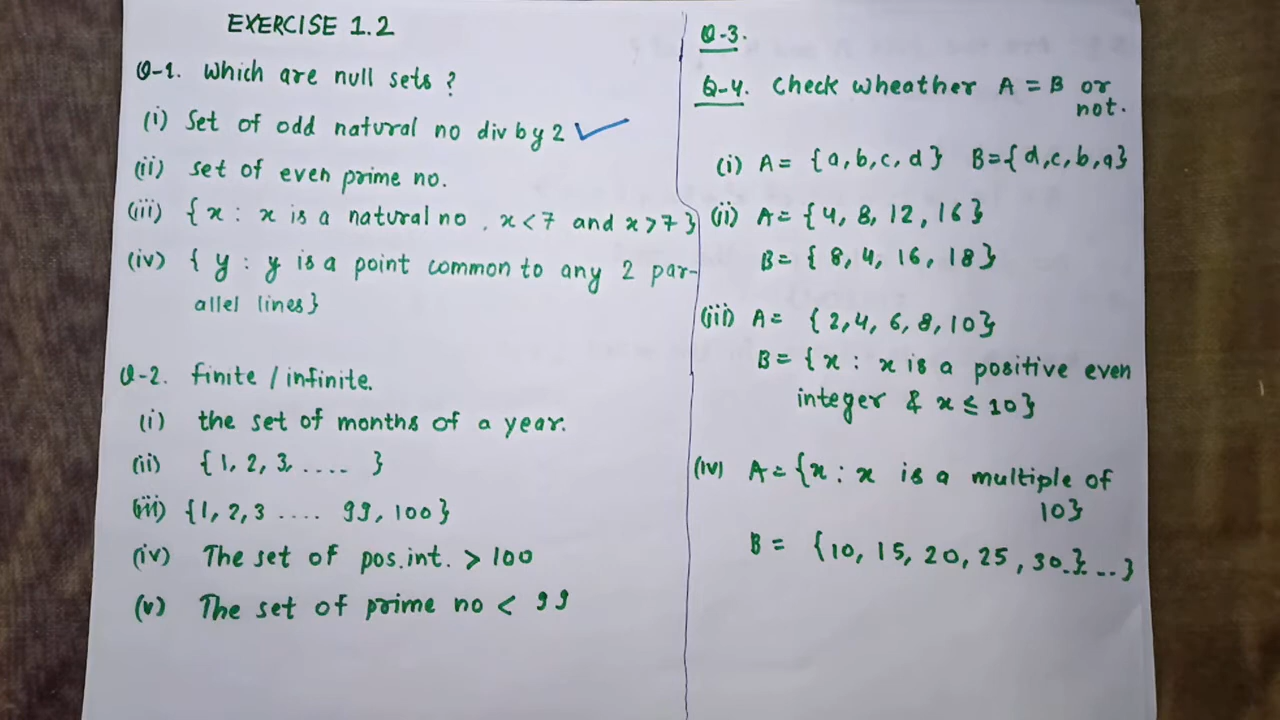 EXERCISE 1.2
Q-1. Which are null sets ?
(i) Set of odd natural no div by 2 ✓
(ii) set of even prime no.
(iii) { x : x is a natural no , x < 7 and x > 7 }
(iv) { y : y is a point common to any 2 par-
allel lines}
Q-2. finite / infinite.
(i) the set of months of a year.
(ii) {1, 2, 3, .... }
(iii) {1, 2, 3 .... 99, 100}
(iv) The set of pos. int. > 100
(v) The set of prime no < 99
Q-3.
Q-4. Check wheather A = B or
not.
(i) A = {a, b, c, d} B={d, c, b, a}
(ii) A = {4, 8, 12, 16}
B = { 8, 4, 16, 18}
(iii) A = {2, 4, 6, 8, 10}
B = { x : x is a positive even
integer & x ≤ 10}
(iv) A = {x : x is a multiple of
10}
B = {10, 15, 20, 25, 30..} ...}